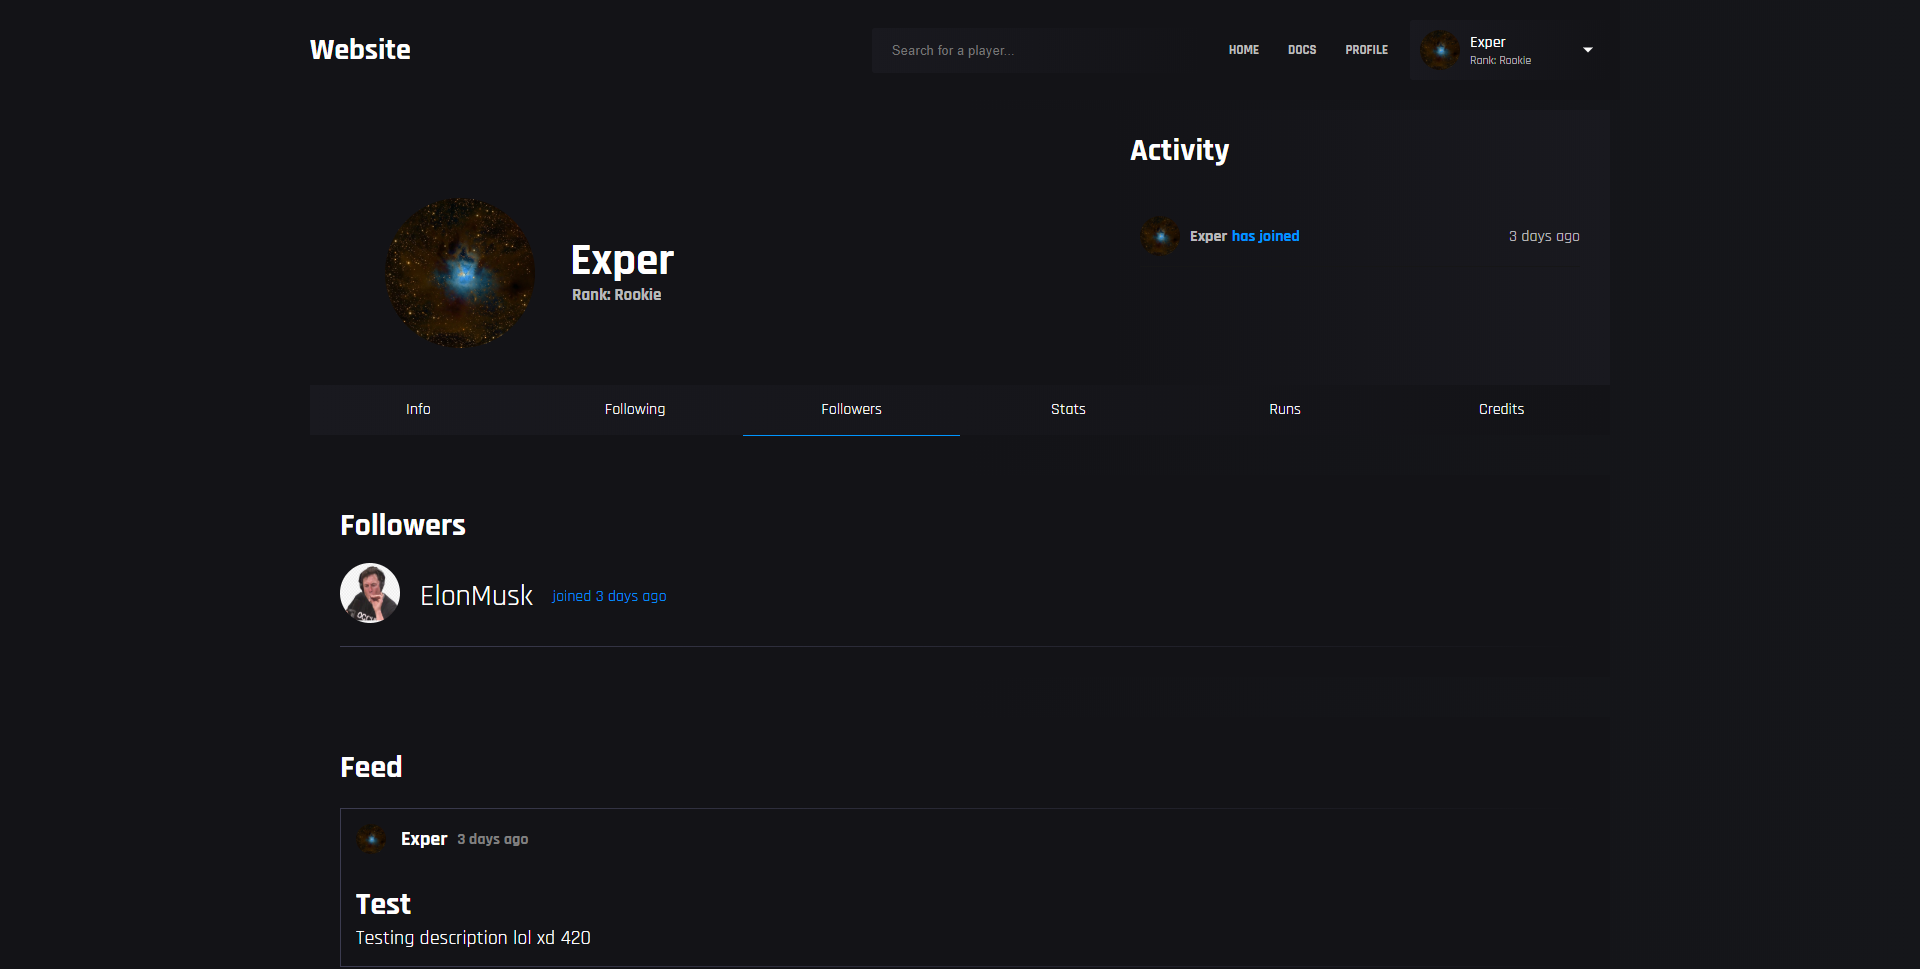 Website
Search for a player...
HOME
DOCS
PROFILE
Exper
Rank: Rookie
Activity
Exper has joined
3 days ago
Exper
Rank: Rookie
Info
Following
Followers
Stats
Runs
Credits
Followers
ElonMusk joined 3 days ago
Feed
Exper 3 days ago
Test
Testing description lol xd 420